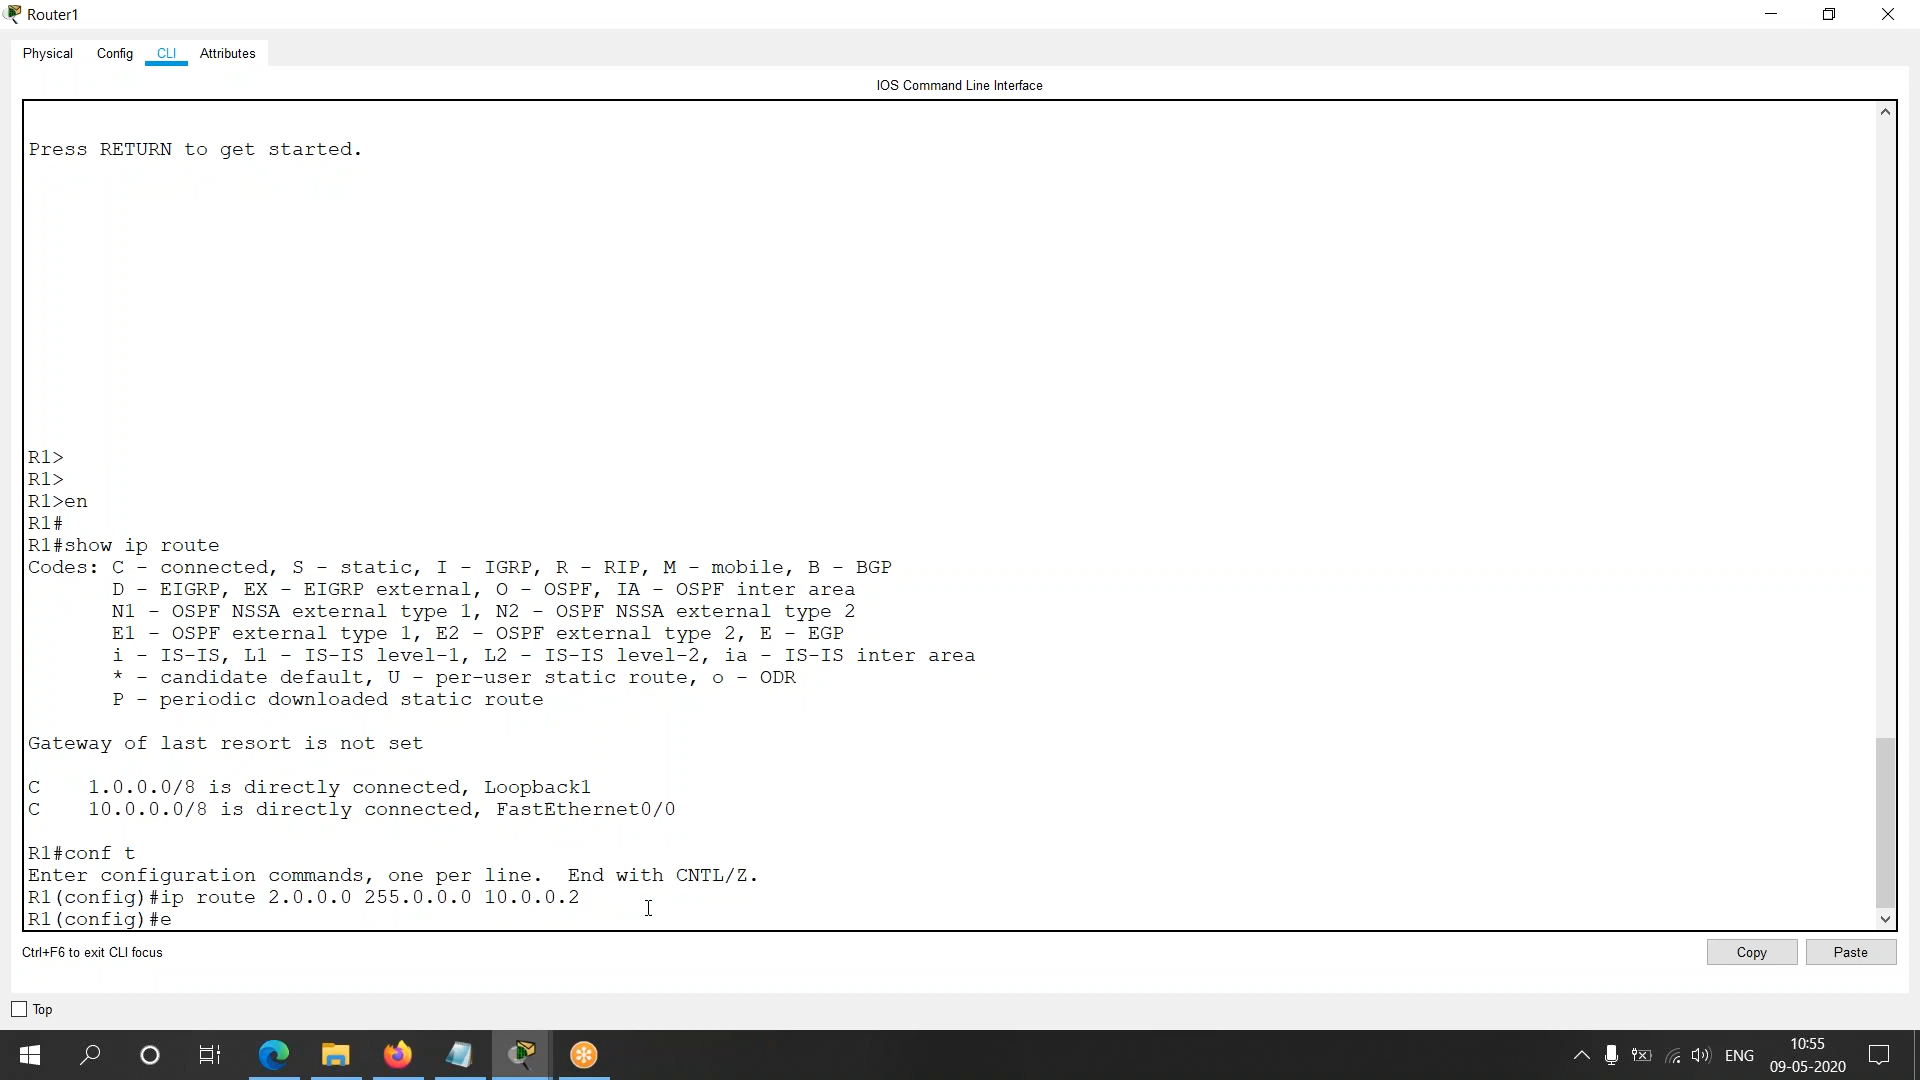 Router1
Physical Config CLI Attributes
IOS Command Line Interface
Press RETURN to get started.
R1>
R1>
R1>en
R1#
R1#show ip route
Codes: C - connected, S - static, I - IGRP, R - RIP, M - mobile, B - BGP
D - EIGRP, EX - EIGRP external, O - OSPF, IA - OSPF inter area
N1 - OSPF NSSA external type 1, N2 - OSPF NSSA external type 2
E1 - OSPF external type 1, E2 - OSPF external type 2, E - EGP
i - IS-IS, L1 - IS-IS level-1, L2 - IS-IS level-2, ia - IS-IS inter area
* - candidate default, U - per-user static route, o - ODR
P - periodic downloaded static route
Gateway of last resort is not set
C 1.0.0.0/8 is directly connected, Loopback1
C 10.0.0.0/8 is directly connected, FastEthernet0/0
R1#conf t
Enter configuration commands, one per line. End with CNTL/Z.
R1(config)#ip route 2.0.0.0 255.0.0.0 10.0.0.2
R1(config)#e
Ctrl+F6 to exit CLI focus
Copy Paste
Top
ENG
10:55
09-05-2020